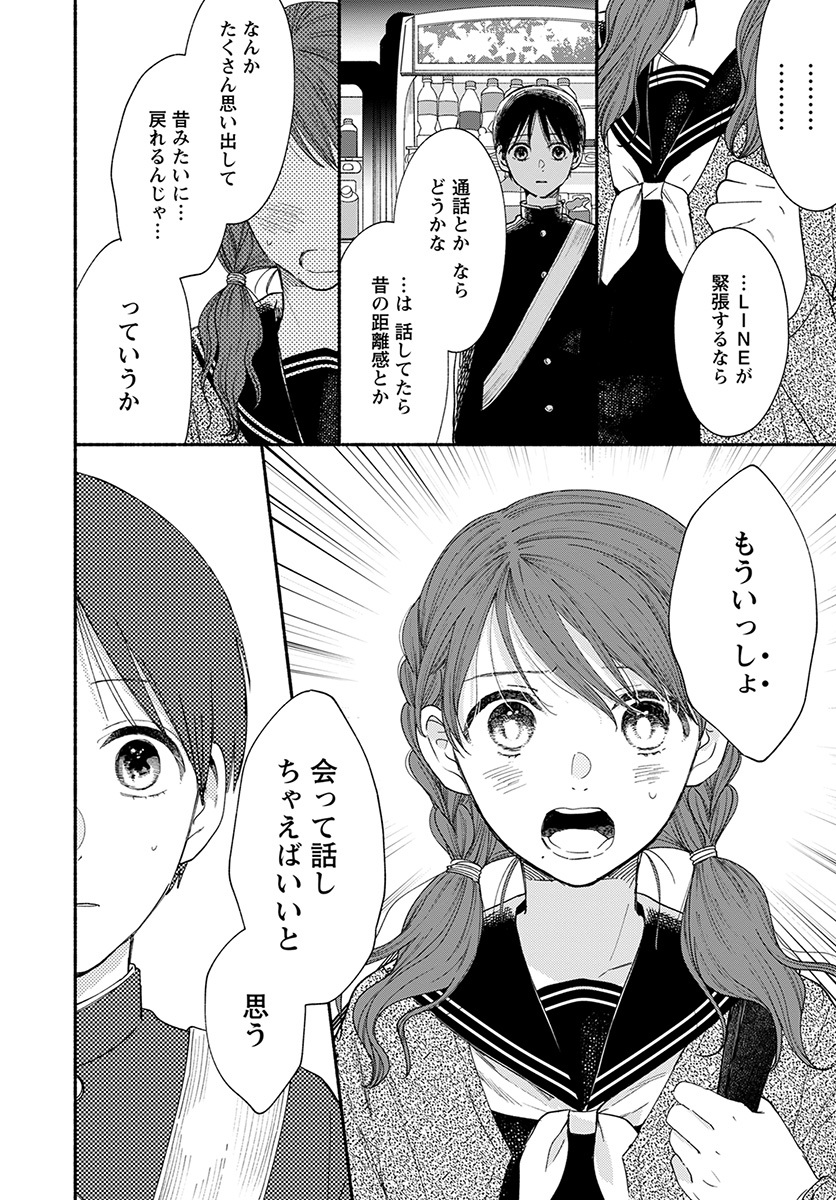 ………
………
…LINEが
緊張するなら
通話とか なら
どうかな
…は 話してたら
昔の距離感とか
なんか
たくさん思い出して
昔みたいに…
戻れるんじゃ…
っていうか
もういっしょ
会って話し
ちゃえばいいと
思う